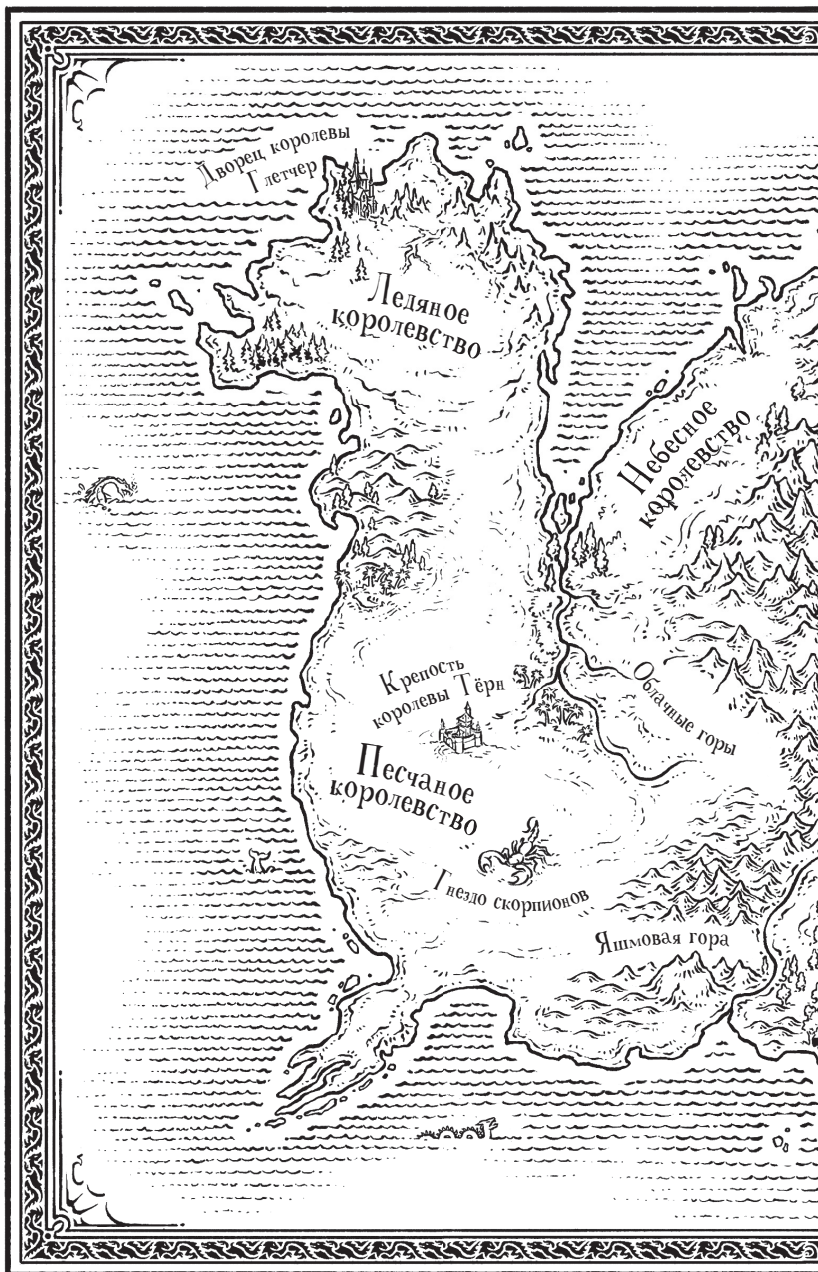 Дворец королевы
Глетчер
Ледяное
королевство
Небесное
королевство
Крепость
королевы Тёрн
Облачные горы
Песчаное
королевство
Гнездо скорпионов
Яшмовая гора